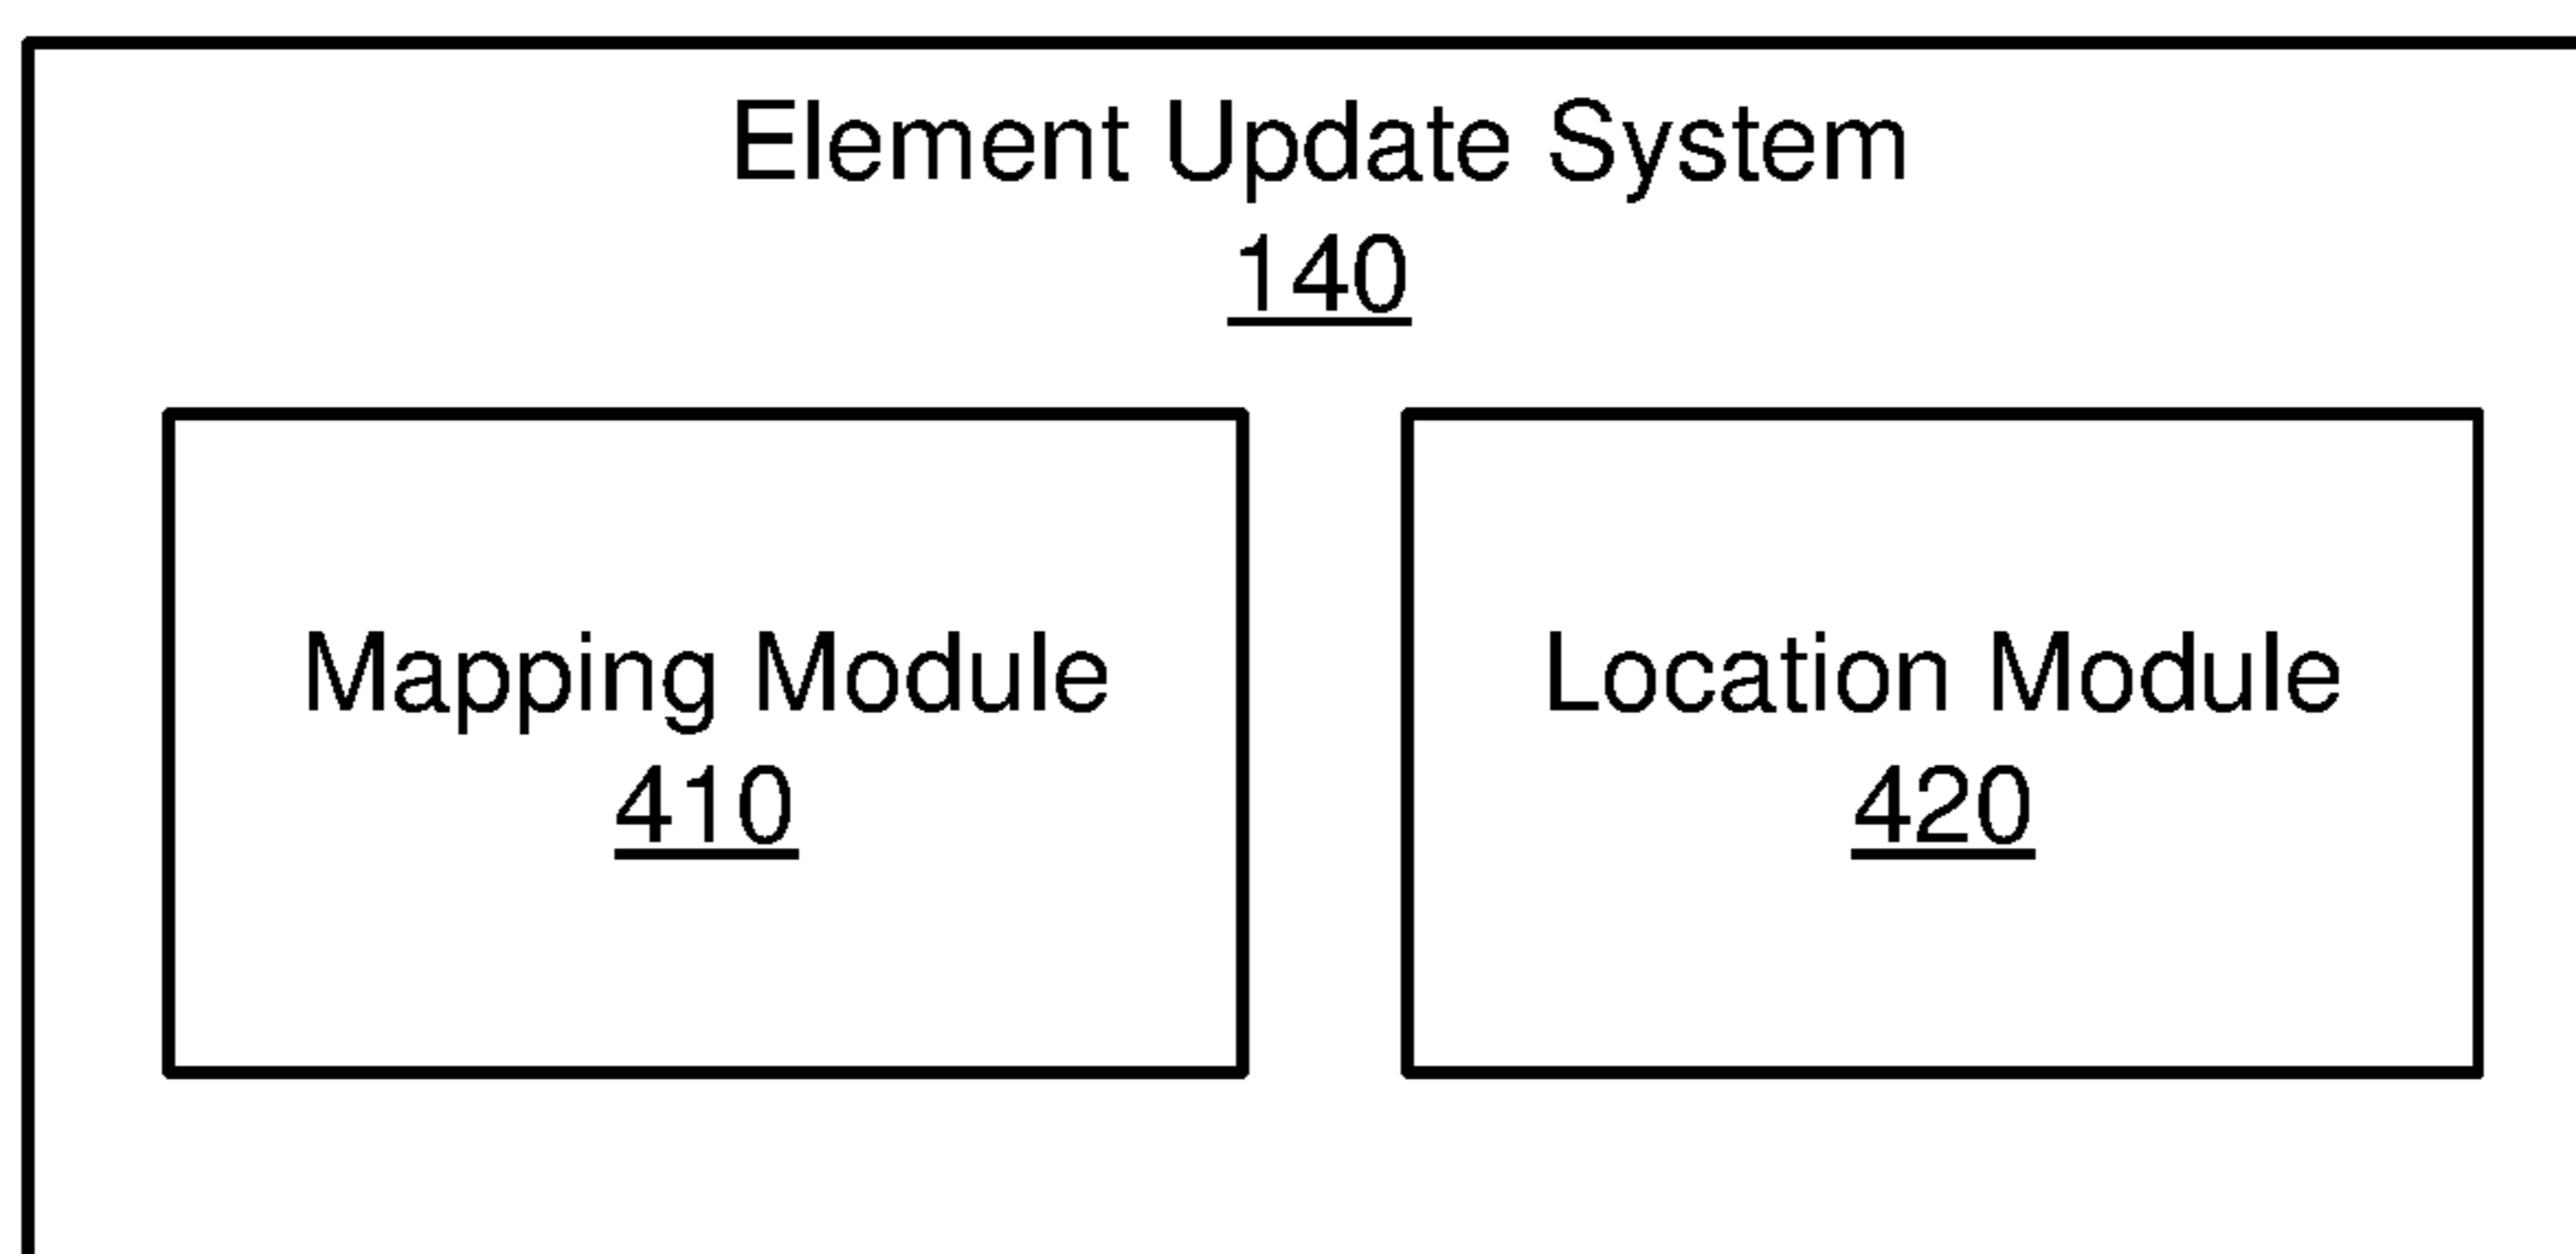 Element Update System
140
Mapping Module
410
Location Module
420